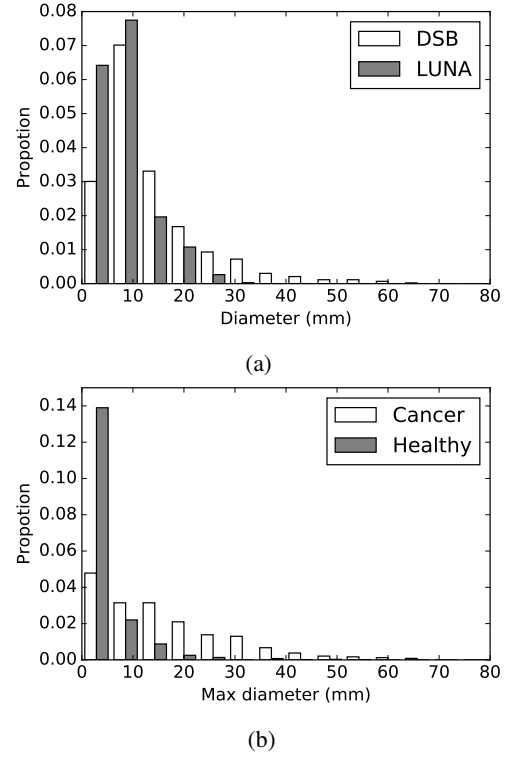 0.08
0.07
0.06
0.05
0.04
0.03
0.02
0.01
0.00
Propotion
DSB
LUNA
0 10 20 30 40 50 60 70 80
Diameter (mm)
(a)
0.14
0.12
0.10
0.08
0.06
0.04
0.02
0.00
Propotion
Cancer
Healthy
0 10 20 30 40 50 60 70 80
Max diameter (mm)
(b)